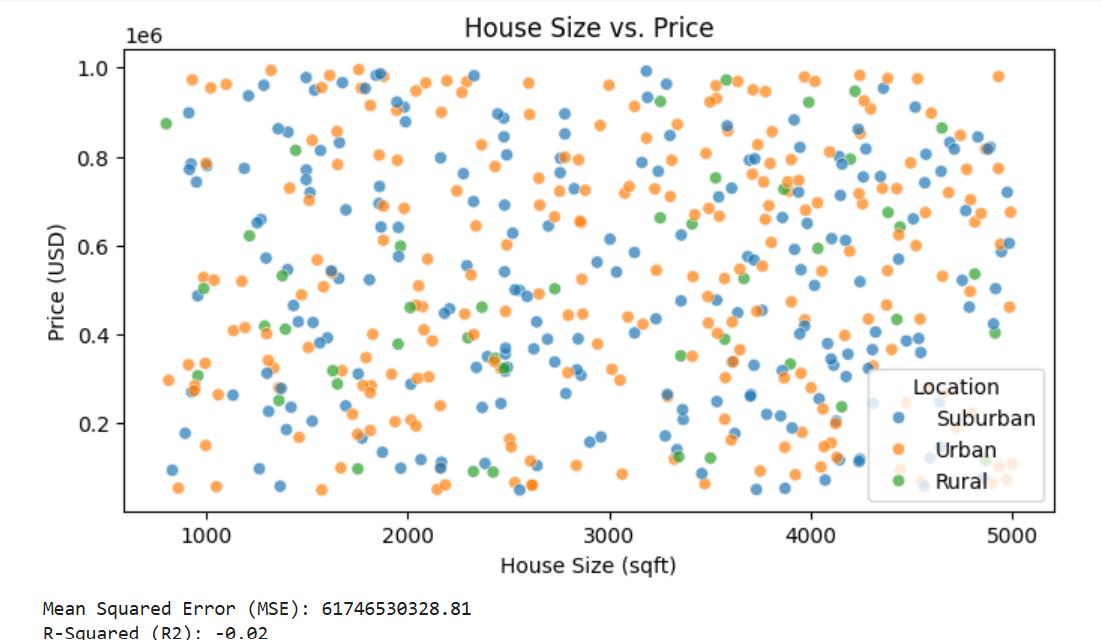 House Size vs. Price
1e6
1.0
0.8
0.6
0.4
0.2
Price (USD)
1000 2000 3000 4000 5000
House Size (sqft)
Location
Suburban
Urban
Rural
Mean Squared Error (MSE): 61746530328.81
R-Squared (R2): -0.02